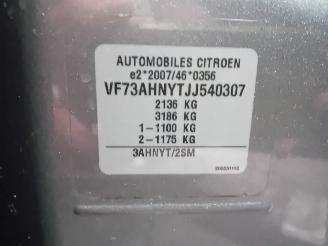 AUTOMOBILES CITROEN
e2*2007/46*0356
VF73AHNYTJJ540307
2136 KG
3186 KG
1-1100 KG
2-1175 KG
3AHNYT/2SM